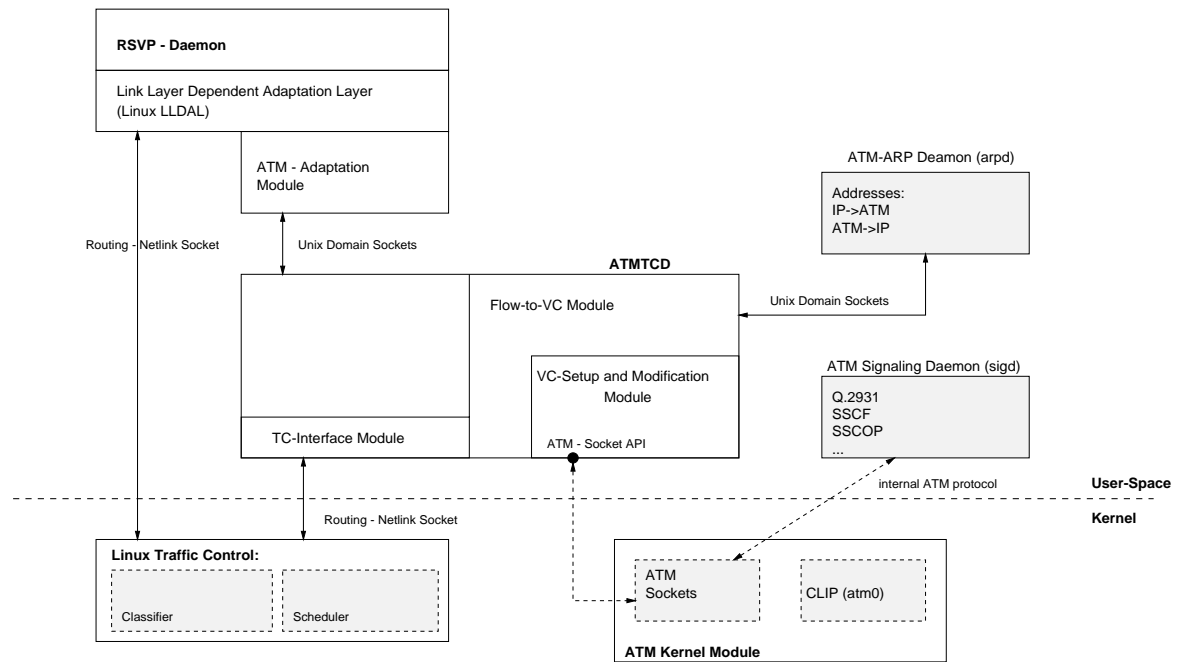 RSVP - Daemon
Link Layer Dependent Adaptation Layer
(Linux LLDAL)
ATM - Adaptation
Module
ATM-ARP Deamon (arpd)
Addresses:
IP->ATM
ATM->IP
Routing - Netlink Socket
Unix Domain Sockets
ATMTCD
Flow-to-VC Module
Unix Domain Sockets
VC-Setup and Modification
Module
ATM Signaling Daemon (sigd)
Q.2931
SSCF
SSCOP
...
TC-Interface Module
ATM - Socket API
internal ATM protocol
User-Space
Kernel
Routing - Netlink Socket
Linux Traffic Control:
Classifier
Scheduler
ATM
Sockets
CLIP (atm0)
ATM Kernel Module